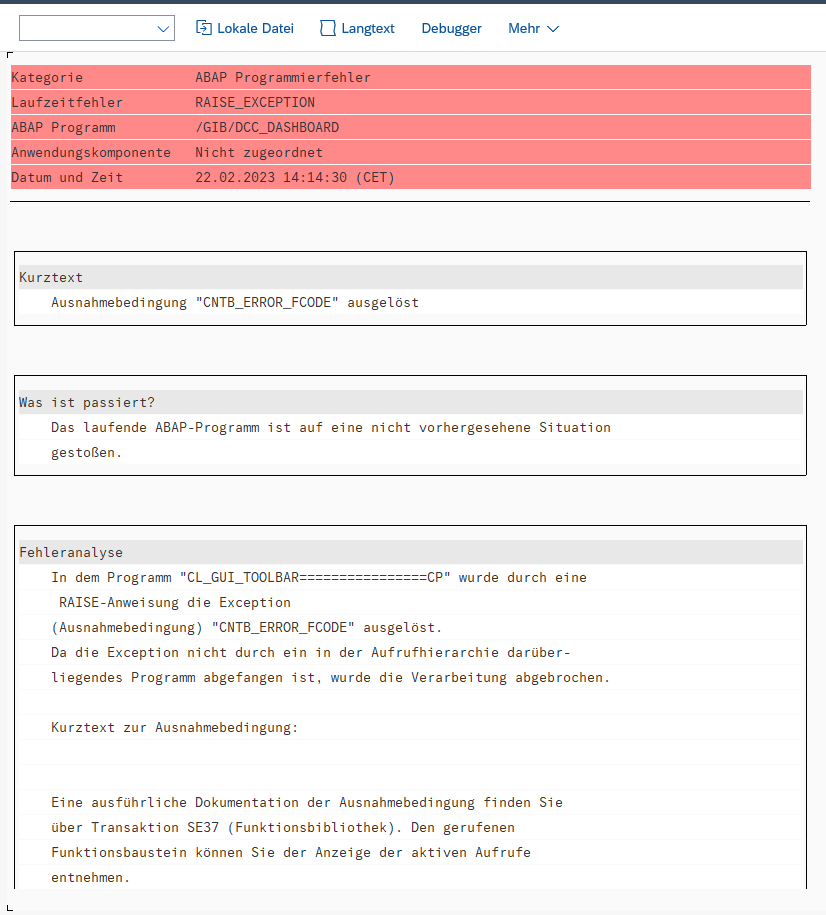 Lokale Datei Langtext Debugger Mehr
Kategorie ABAP Programmierfehler
Laufzeitfehler RAISE_EXCEPTION
ABAP Programm /GIB/DCC_DASHBOARD
Anwendungskomponente Nicht zugeordnet
Datum und Zeit 22.02.2023 14:14:30 (CET)
Kurztext
Ausnahmebedingung "CNTB_ERROR_FCODE" ausgelöst
Was ist passiert?
Das laufende ABAP-Programm ist auf eine nicht vorhergesehene Situation
gestoßen.
Fehleranalyse
In dem Programm "CL_GUI_TOOLBAR================CP" wurde durch eine
RAISE-Anweisung die Exception
(Ausnahmebedingung) "CNTB_ERROR_FCODE" ausgelöst.
Da die Exception nicht durch ein in der Aufrufhierarchie darüber-
liegendes Programm abgefangen ist, wurde die Verarbeitung abgebrochen.
Kurztext zur Ausnahmebedingung:
Eine ausführliche Dokumentation der Ausnahmebedingung finden Sie
über Transaktion SE37 (Funktionsbibliothek). Den gerufenen
Funktionsbaustein können Sie der Anzeige der aktiven Aufrufe
entnehmen.